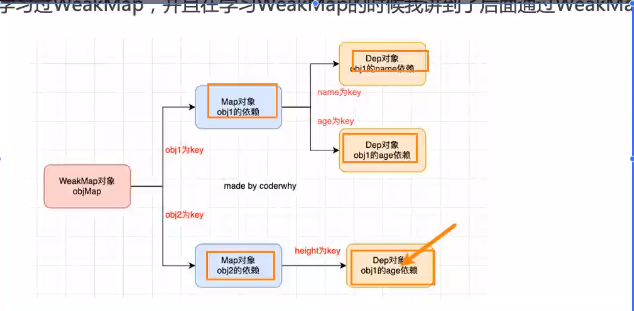 学习过WeakMap，并且在学习WeakMap的时候我讲到了后面通过WeakMa
Dep对象
obj1的name依赖
name为key
Map对象
obj1的依赖
age为key
Dep对象
obj1的age依赖
obj1为key
WeakMap对象
objMap
made by coderwhy
obj2为key
height为key
Map对象
obj2的依赖
Dep对象
obj1的age依赖